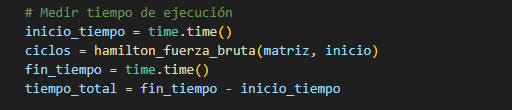 # Medir tiempo de ejecución
inicio_tiempo = time.time()
ciclos = hamilton_fuerza_bruta(matriz, inicio)
fin_tiempo = time.time()
tiempo_total = fin_tiempo - inicio_tiempo